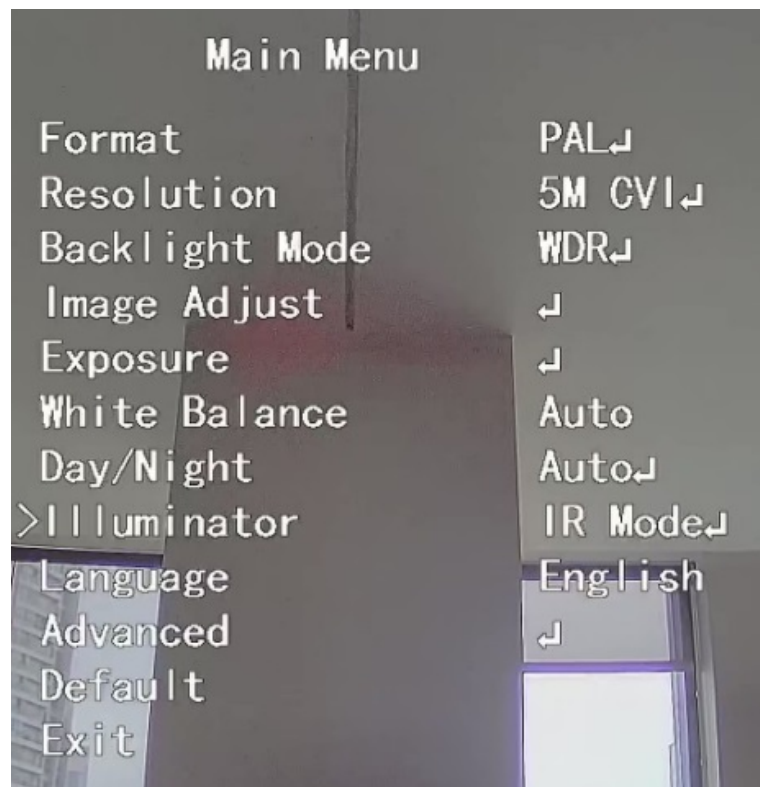 Main Menu
Format PAL↵
Resolution 5M CVI↵
Backlight Mode WDR↵
Image Adjust ↵
Exposure ↵
White Balance Auto
Day/Night Auto↵
>Illuminator IR Mode↵
Language English
Advanced ↵
Default
Exit